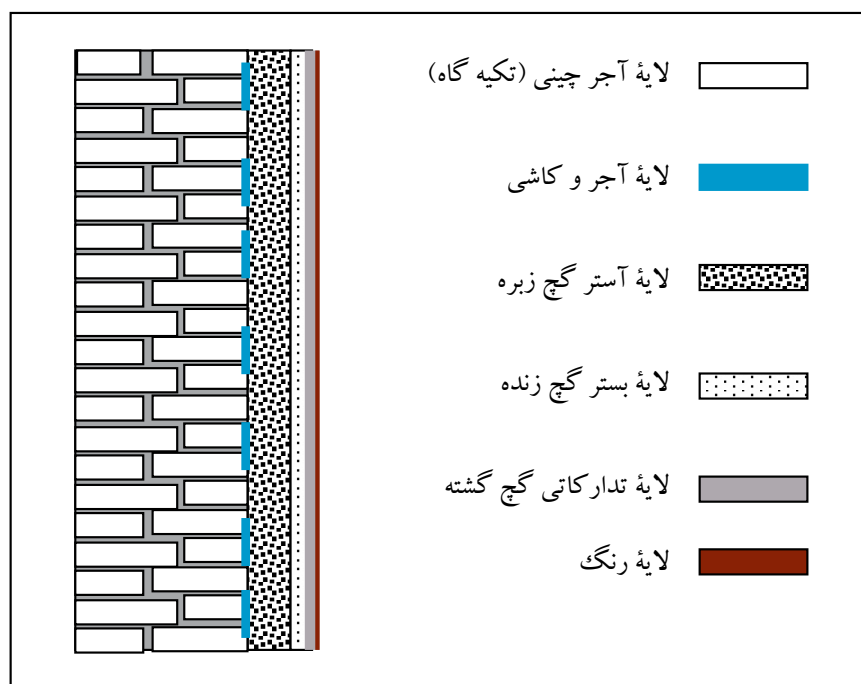 لایهٔ آجر چینی (تکیه گاه)
لایهٔ آجر و کاشی
لایهٔ آستر گچ زبره
لایهٔ بستر گچ زنده
لایهٔ تدارکاتی گچ گشته
لایهٔ رنگ